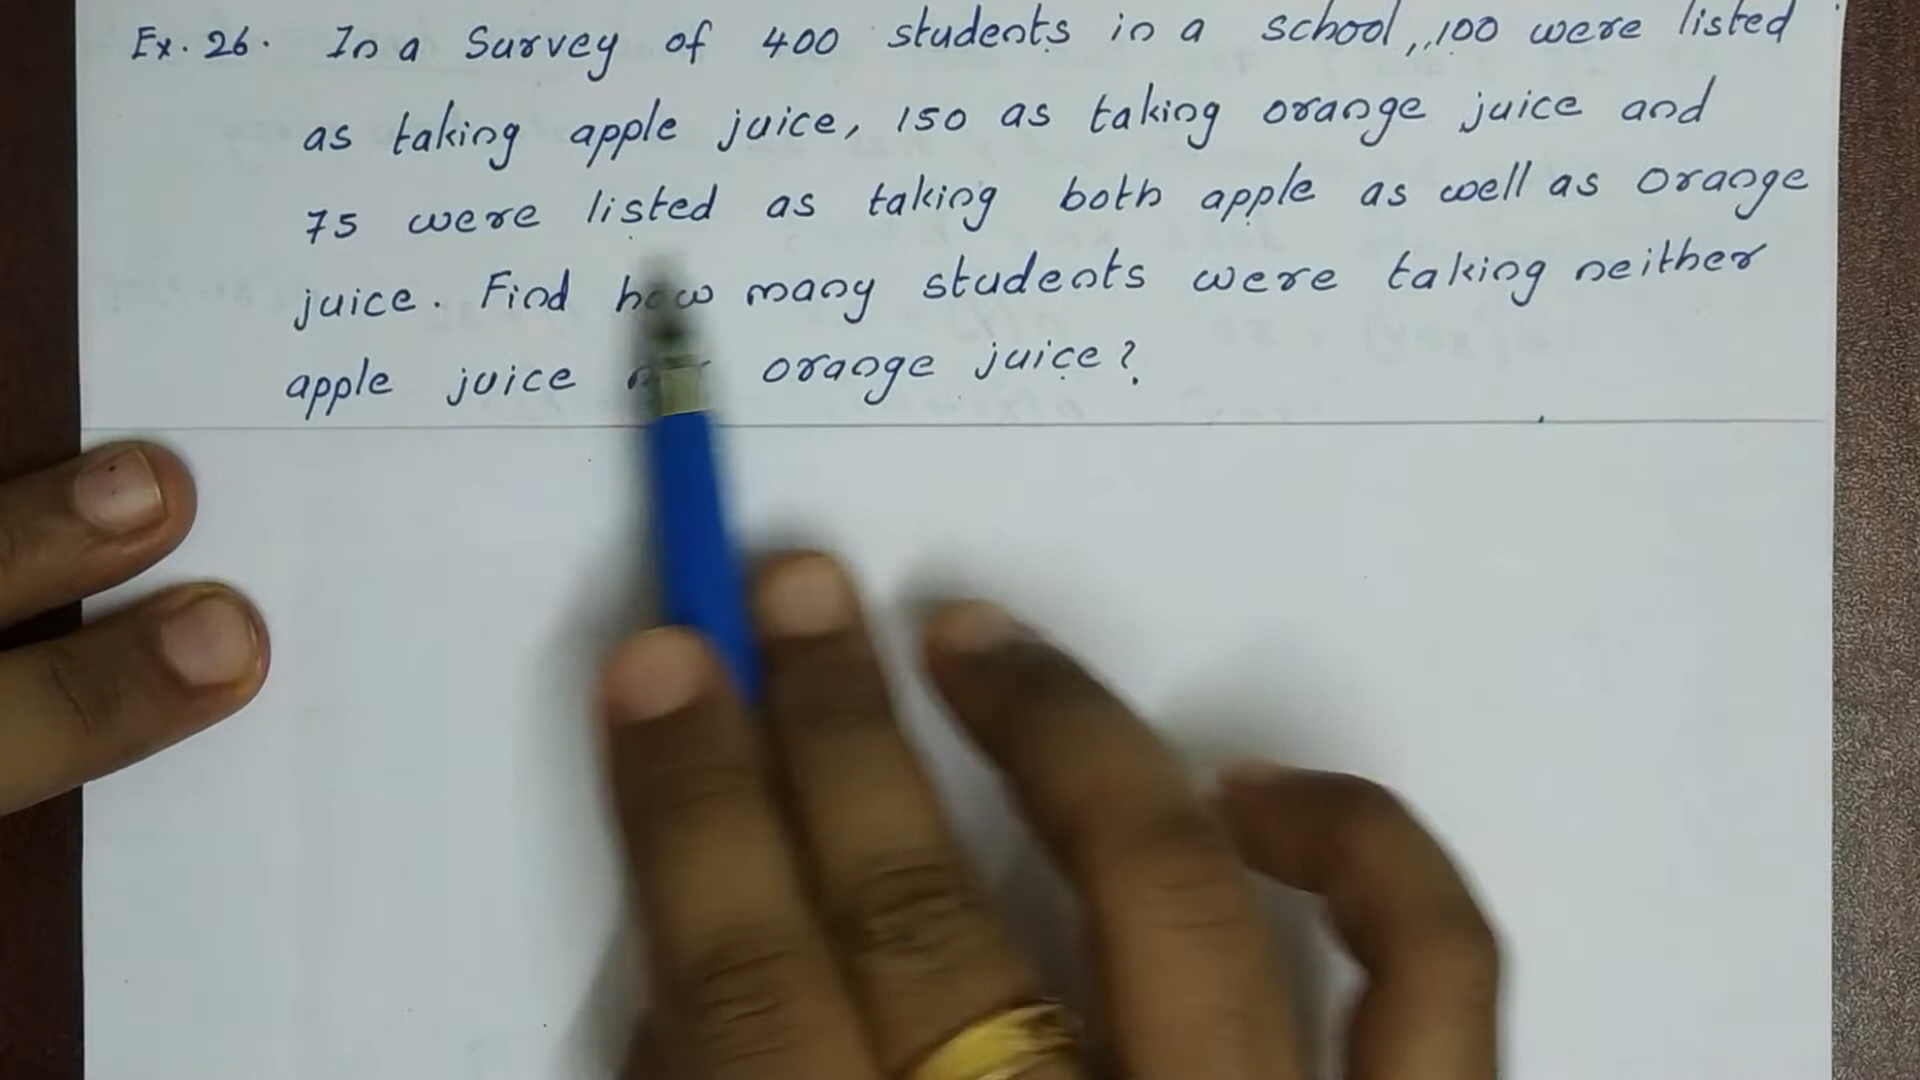 Ex. 26. In a Survey of 400 students in a school, 100 were listed
as taking apple juice, 150 as taking orange juice and
75 were listed as taking both apple as well as orange
juice. Find how many students were taking neither
apple juice orange juice?